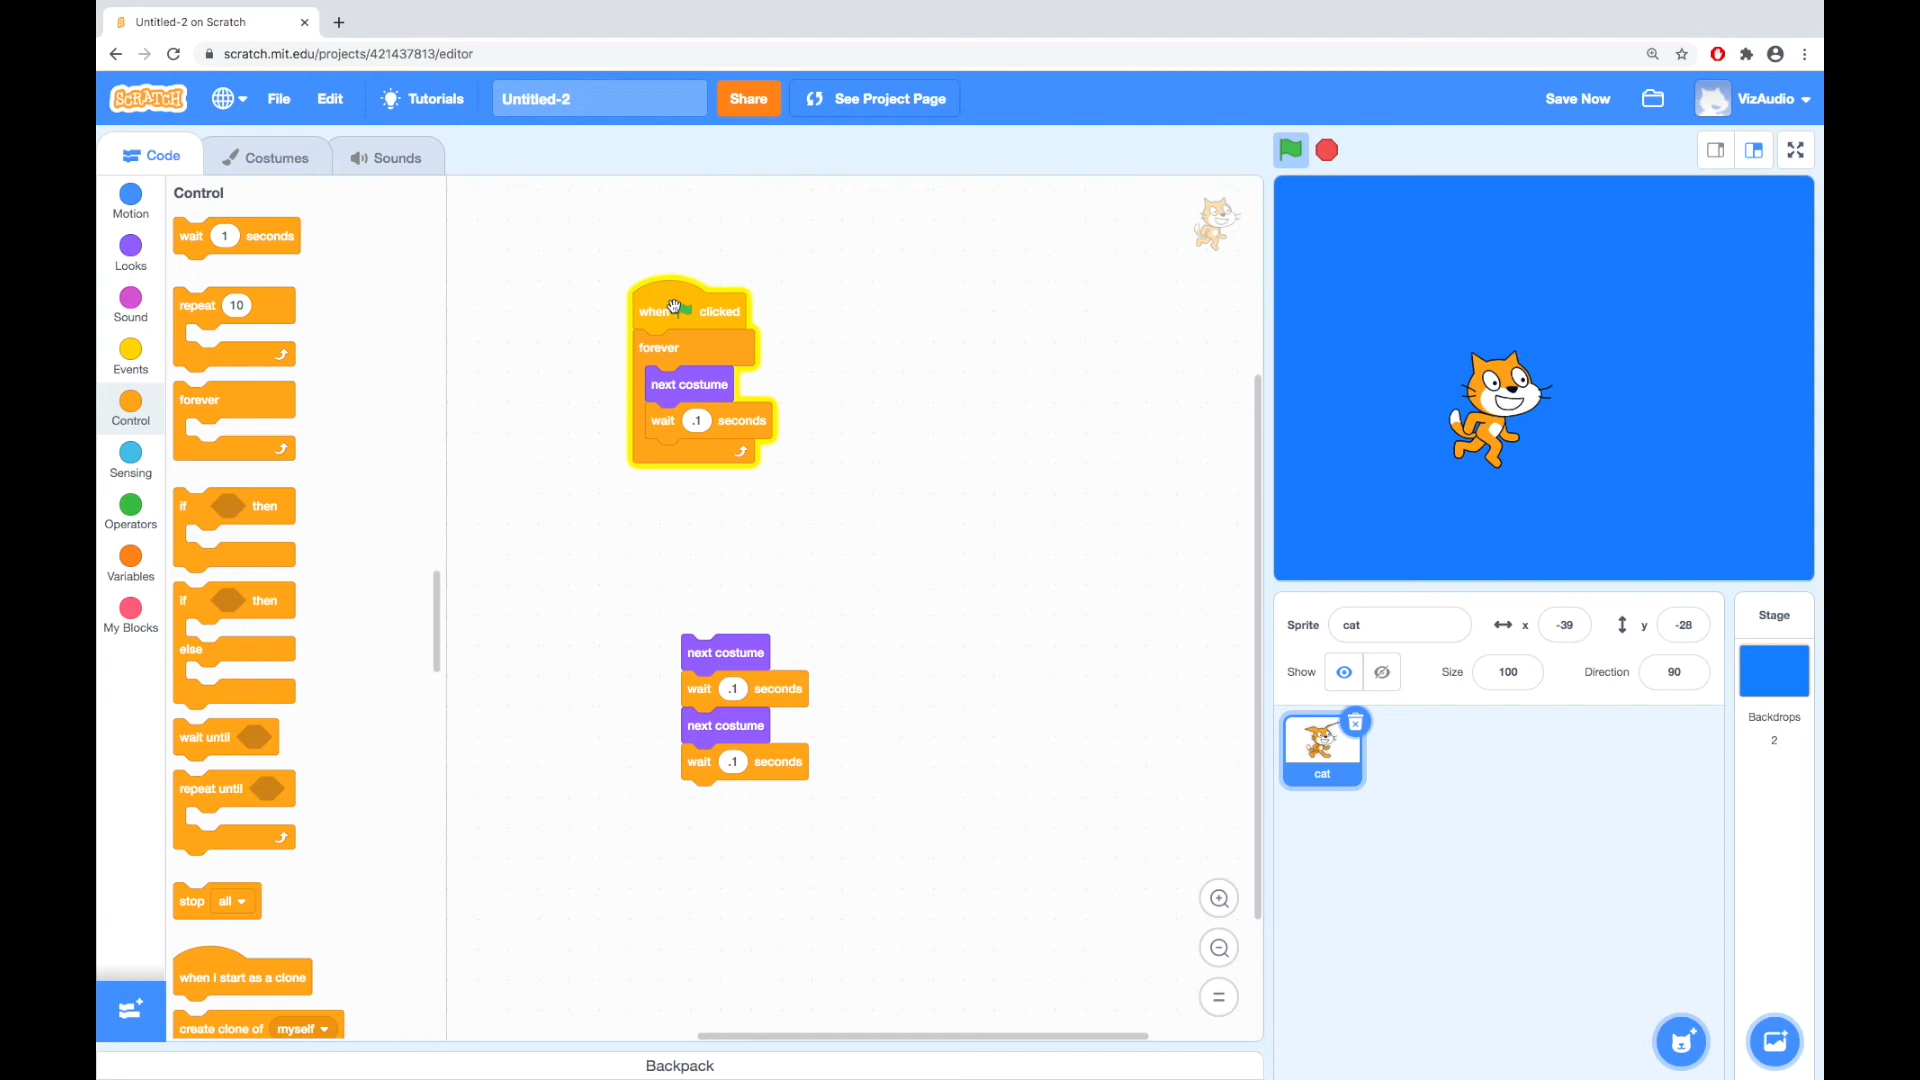 Untitled-2 on Scratch
scratch.mit.edu/projects/421437813/editor
SCRATCH
File
Edit
Tutorials
Untitled-2
Share
See Project Page
Save Now
VizAudio
Code
Costumes
Sounds
Motion
Looks
Sound
Events
Control
Sensing
Operators
Variables
My Blocks
Control
wait 1 seconds
repeat 10
forever
if then
if then
else
wait until
repeat until
stop all
when I start as a clone
create clone of myself
when clicked
forever
next costume
wait .1 seconds
next costume
wait .1 seconds
next costume
wait .1 seconds
Sprite cat x -39 y -28
Show Size 100 Direction 90
cat
Stage
Backdrops
2
Backpack